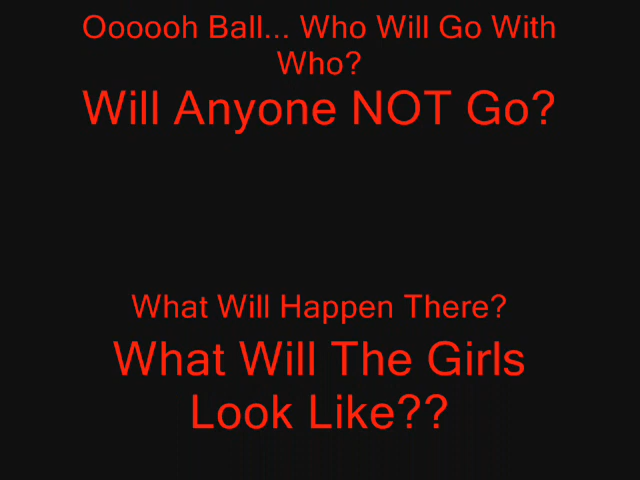 Oooooh Ball... Who Will Go With
Who?
Will Anyone NOT Go?
What Will Happen There?
What Will The Girls
Look Like??